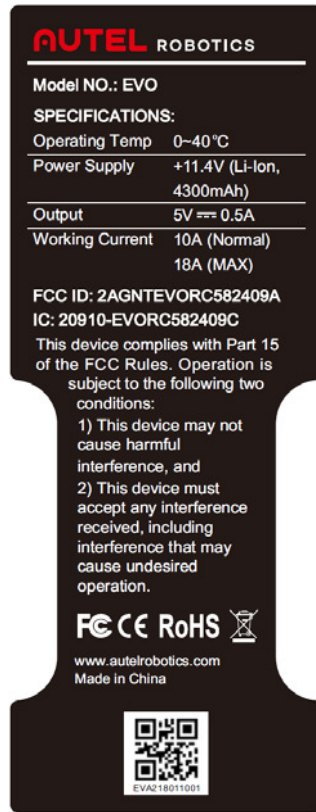 AUTEL ROBOTICS
Model NO.: EVO
SPECIFICATIONS:
Operating Temp 0~40℃
Power Supply +11.4V (Li-Ion,
4300mAh)
Output 5V ⎓ 0.5A
Working Current 10A (Normal)
18A (MAX)
FCC ID: 2AGNTEVORC582409A
IC: 20910-EVORC582409C
This device complies with Part 15
of the FCC Rules. Operation is
subject to the following two
conditions:
1) This device may not
cause harmful
interference, and
2) This device must
accept any interference
received, including
interference that may
cause undesired
operation.
FC CE RoHS
www.autelrobotics.com
Made in China
EVA218011001